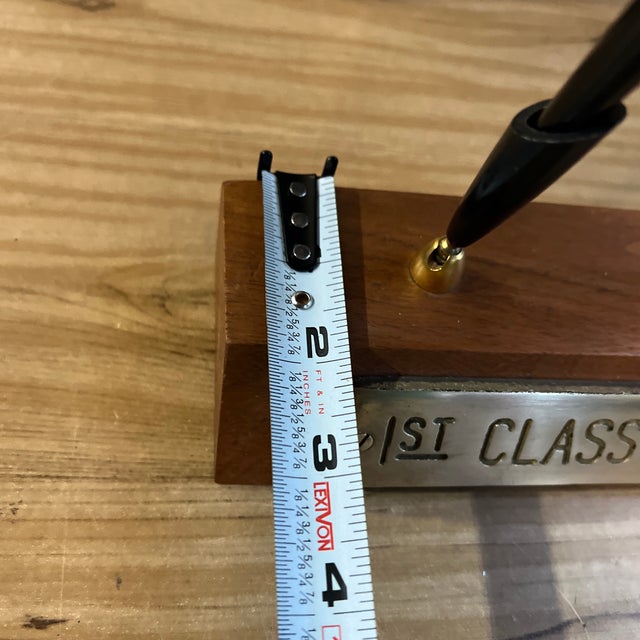 2
FT & IN
INCHES
3
LEXIVON
4
1ST CLASS